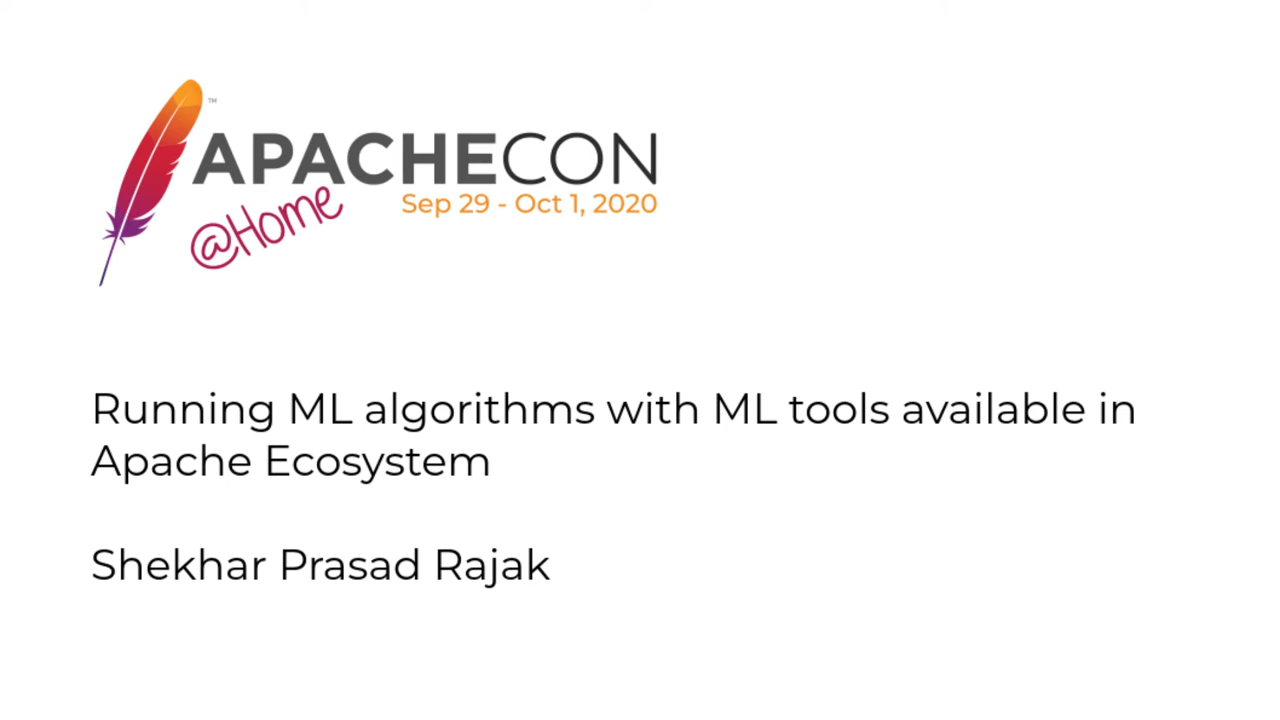 ™
APACHECON
@Home
Sep 29 - Oct 1, 2020
Running ML algorithms with ML tools available in
Apache Ecosystem
Shekhar Prasad Rajak